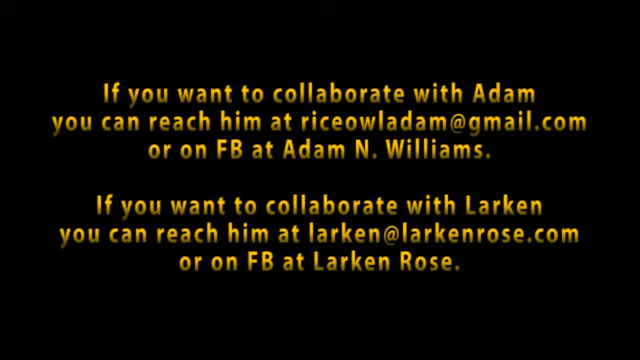 If you want to collaborate with Adam
you can reach him at riceowladam@gmail.com
or on FB at Adam N. Williams.
If you want to collaborate with Larken
you can reach him at larken@larkenrose.com
or on FB at Larken Rose.